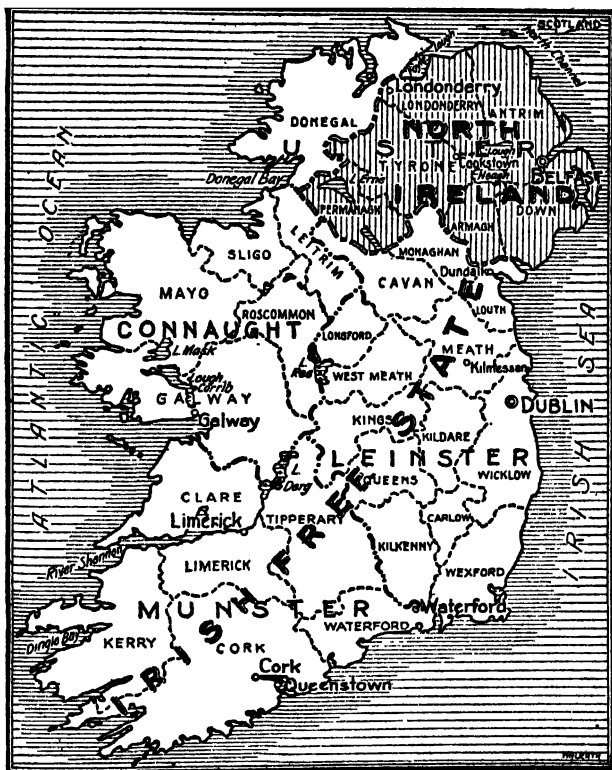 SCOTLAND
North Channel
Lough
Londonderry
LONDONDERRY
ANTRIM
DONEGAL
NORTH
ULSTER
TYRONE
Lough
Cookstown
Neagh
BELFAST
Donegal Bay
L Erne
IRELAND
DOWN
FERMANAGH
ARMAGH
MONAGHAN
SLIGO
LEITRIM
CAVAN
Dundalk
MAYO
ROSCOMMON
LOUTH
CONNAUGHT
LONGFORD
MEATH
L Mask
L
Ree
WEST MEATH
Kilmessan
Lough
Corrib
GALWAY
Galway
KINGS
KILDARE
DUBLIN
LEINSTER
L.
Derg
QUEENS
WICKLOW
CLARE
Limerick
TIPPERARY
CARLOW
River Shannon
LIMERICK
KILKENNY
WEXFORD
MUNSTER
Waterford
WATERFORD
Dingle Bay
KERRY
CORK
Cork
Queenstown
IRISH FREE STATE
ATLANTIC OCEAN
IRISH SEA